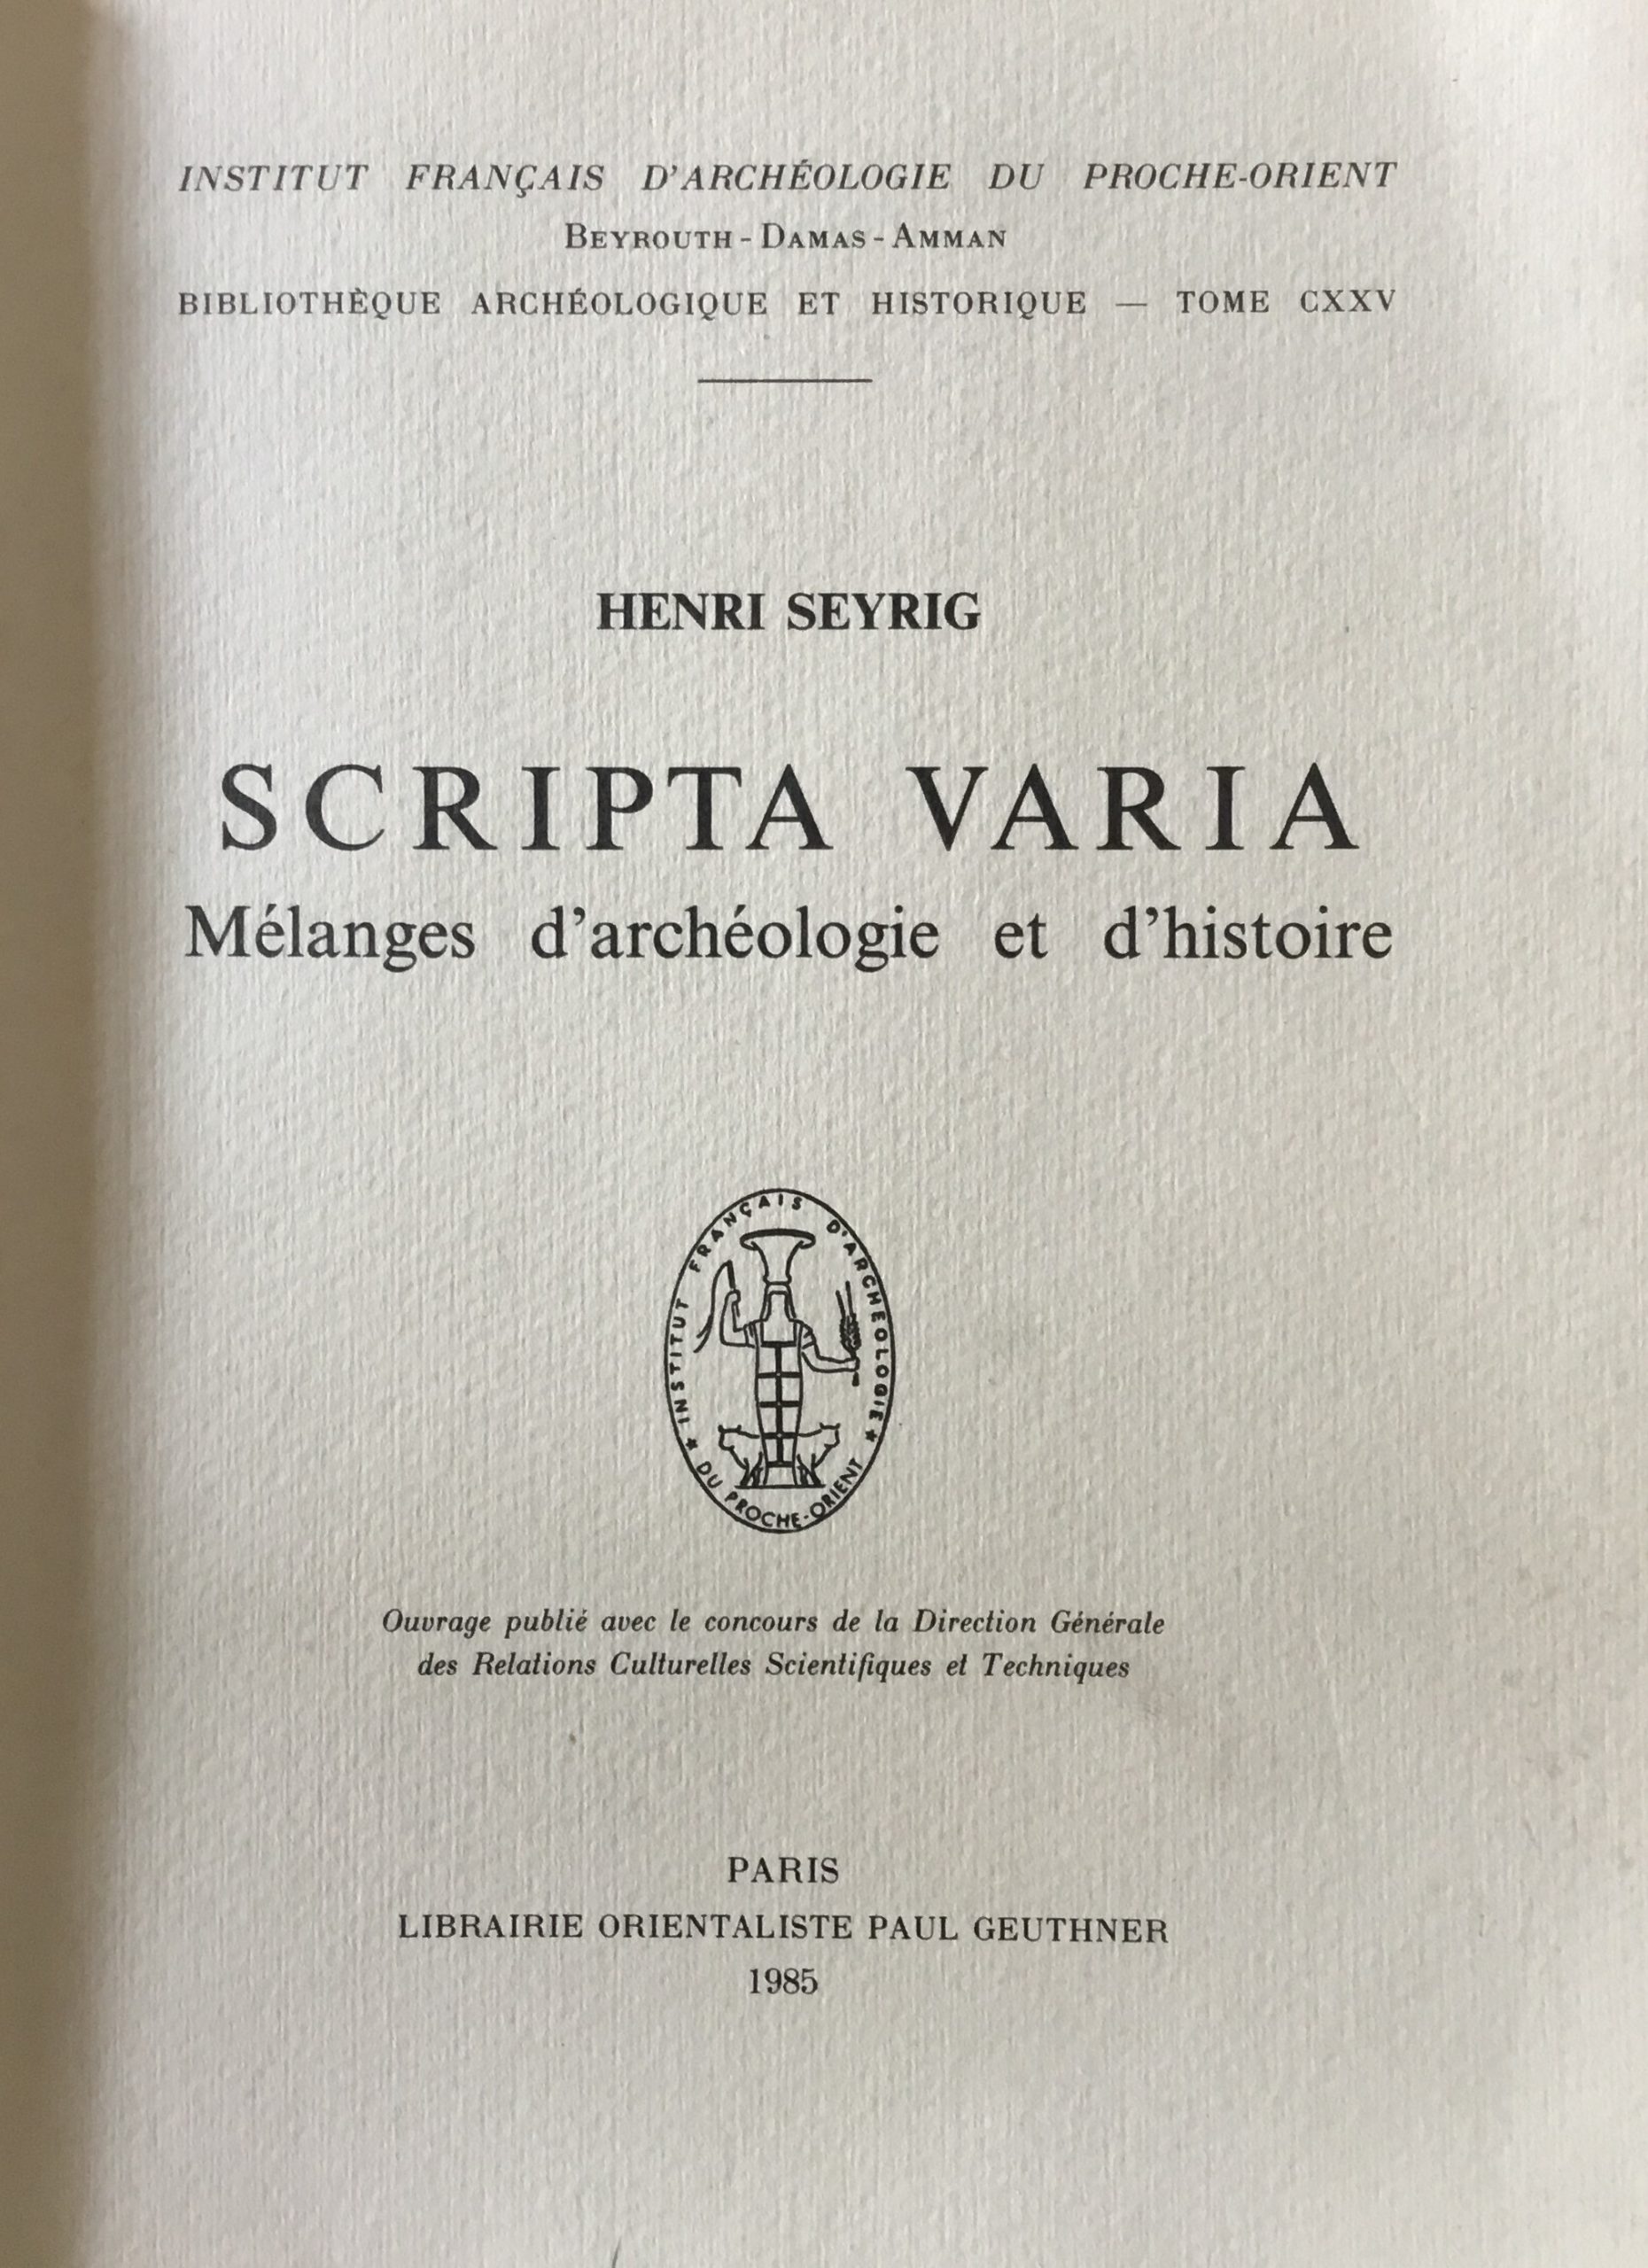 INSTITUT FRANÇAIS D'ARCHÉOLOGIE DU PROCHE-ORIENT
BEYROUTH - DAMAS - AMMAN
BIBLIOTHÈQUE ARCHÉOLOGIQUE ET HISTORIQUE — TOME CXXV
HENRI SEYRIG
SCRIPTA VARIA
Mélanges d'archéologie et d'histoire
INSTITUT FRANÇAIS D'ARCHEOLOGIE
★ DU PROCHE-ORIENT ★
Ouvrage publié avec le concours de la Direction Générale
des Relations Culturelles Scientifiques et Techniques
PARIS
LIBRAIRIE ORIENTALISTE PAUL GEUTHNER
1985